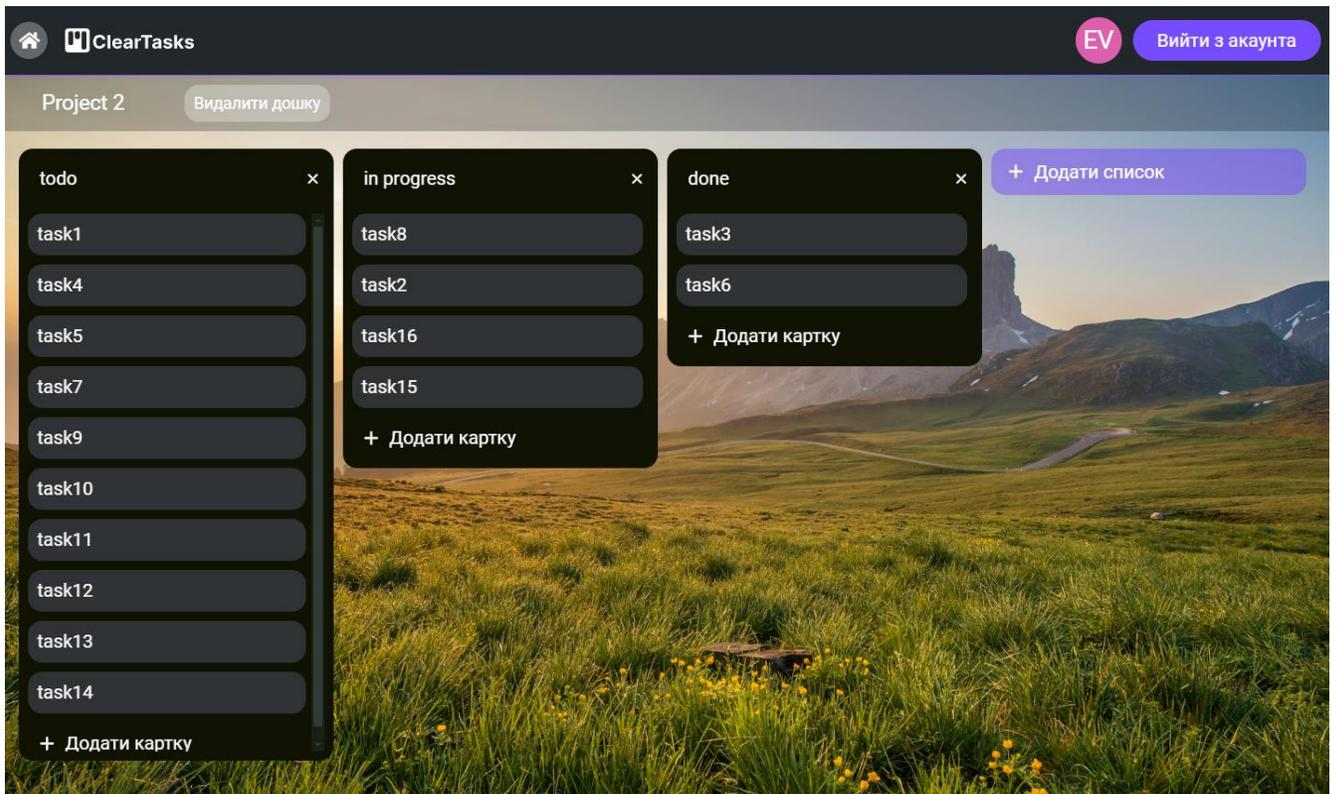 ClearTasks
EV
Вийти з акаунта
Project 2
Видалити дошку
todo
×
task1
task4
task5
task7
task9
task10
task11
task12
task13
task14
+ Додати картку
in progress
×
task8
task2
task16
task15
+ Додати картку
done
×
task3
task6
+ Додати картку
+ Додати список